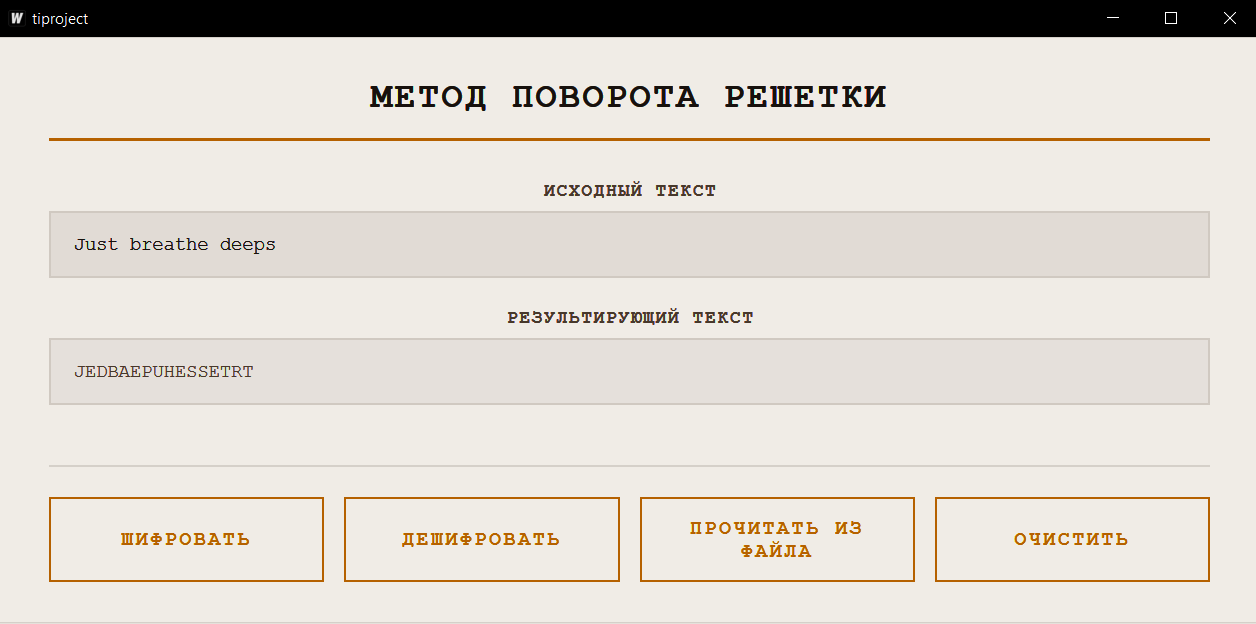 tiproject
МЕТОД ПОВОРОТА РЕШЕТКИ
ИСХОДНЫЙ ТЕКСТ
Just breathe deeps
РЕЗУЛЬТИРУЮЩИЙ ТЕКСТ
JEDBAEPUHESSETRT
ШИФРОВАТЬ
ДЕШИФРОВАТЬ
ПРОЧИТАТЬ ИЗ
ФАЙЛА
ОЧИСТИТЬ